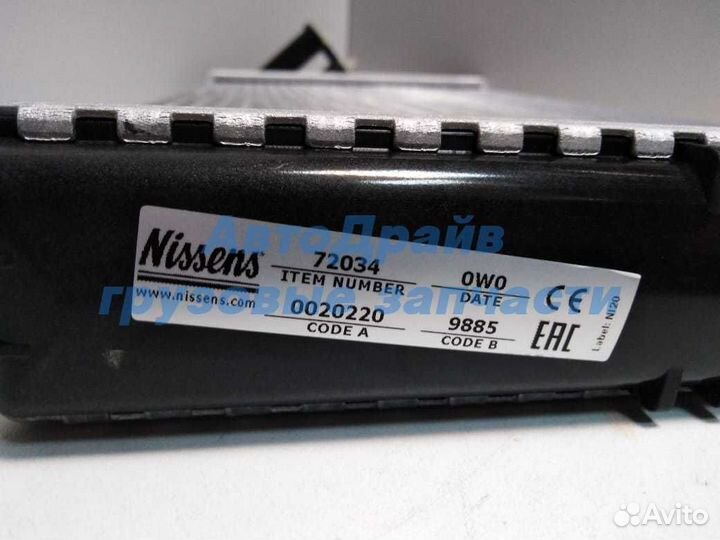 Nissens
www.nissens.com
72034
ITEM NUMBER
0W0
DATE
0020220
CODE A
9885
CODE B
CE
EAC
Label: NI20
АвтоДрайв
грузовые запчасти
Avito